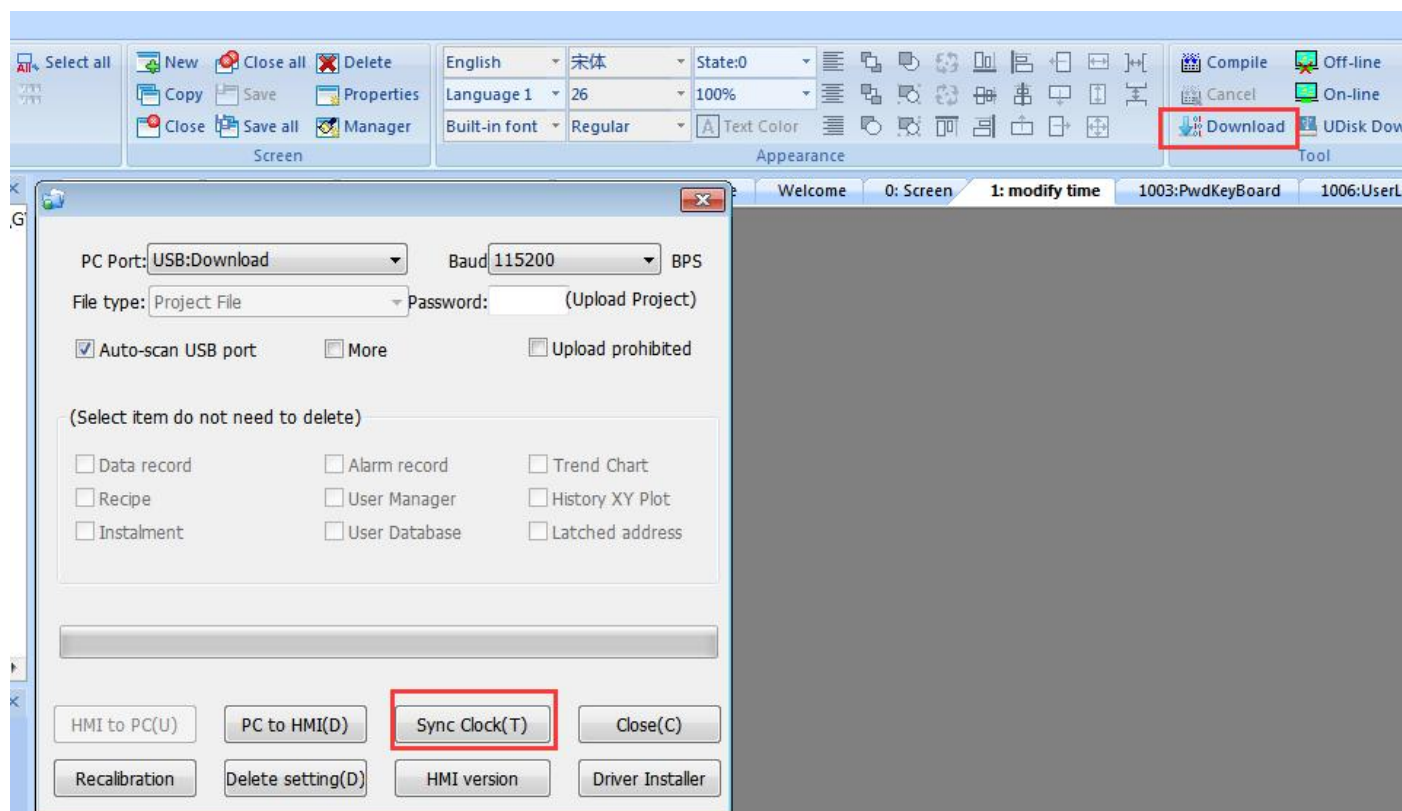 Select all New Close all Delete English 宋体 State:0 Compile Off-line
Copy Save Properties Language 1 26 100% Cancel On-line
Close Save all Manager Built-in font Regular A Text Color Download UDisk Dow
Screen Appearance Tool
Welcome 0: Screen 1: modify time 1003:PwdKeyBoard 1006:UserL
PC Port: USB:Download Baud 115200 BPS
File type: Project File Password: (Upload Project)
Auto-scan USB port More Upload prohibited
(Select item do not need to delete)
Data record Alarm record Trend Chart
Recipe User Manager History XY Plot
Instalment User Database Latched address
HMI to PC(U) PC to HMI(D) Sync Clock(T) Close(C)
Recalibration Delete setting(D) HMI version Driver Installer